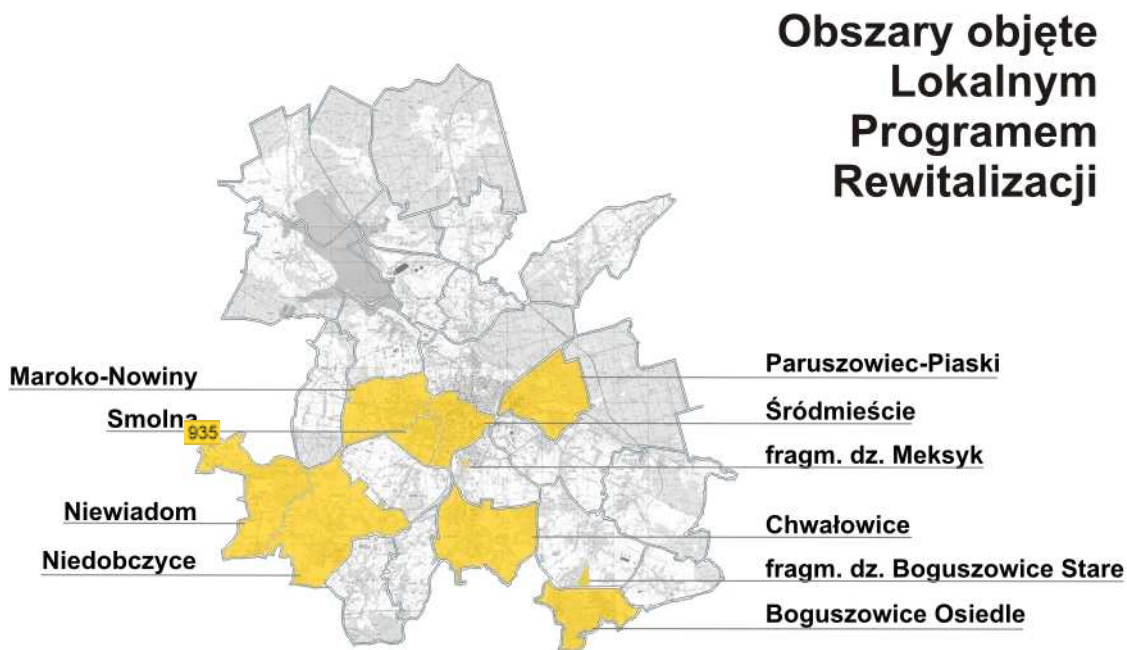 Obszary objęte
Lokalnym
Programem
Rewitalizacji
Maroko-Nowiny
Smolna
935
Niewiadom
Niedobczyce
Paruszowiec-Piaski
Śródmieście
fragm. dz. Meksyk
Chwałowice
fragm. dz. Boguszowice Stare
Boguszowice Osiedle